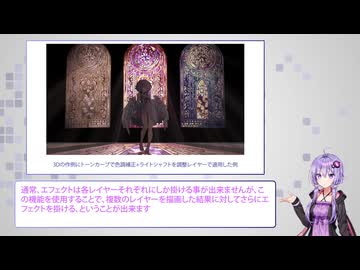 3Dの作例にトーンカーブで色調補正+ライトシャフトを調整レイヤーで適用した例
通常、エフェクトは各レイヤーそれぞれにしか掛ける事が出来ませんが、こ
の機能を使用することで、複数のレイヤーを描画した結果に対してさらにエ
フェクトを掛ける、ということが出来ます